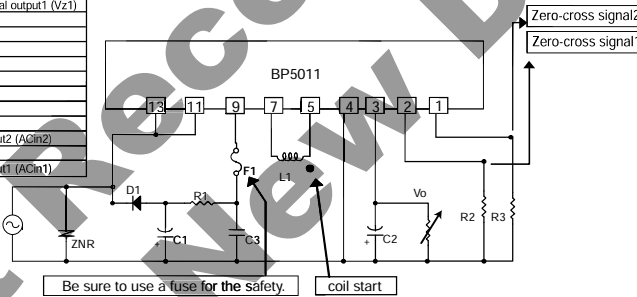 al output1 (Vz1)
Zero-cross signal2
Zero-cross signal1
BP5011
13 11 9 7 5 4 3 2 1
ut2 (ACin2)
ut1 (ACin1)
F1
L1
D1
R1
Vo
R2
R3
ZNR
+
C1
C3
+
C2
Be sure to use a fuse for the safety.
coil start